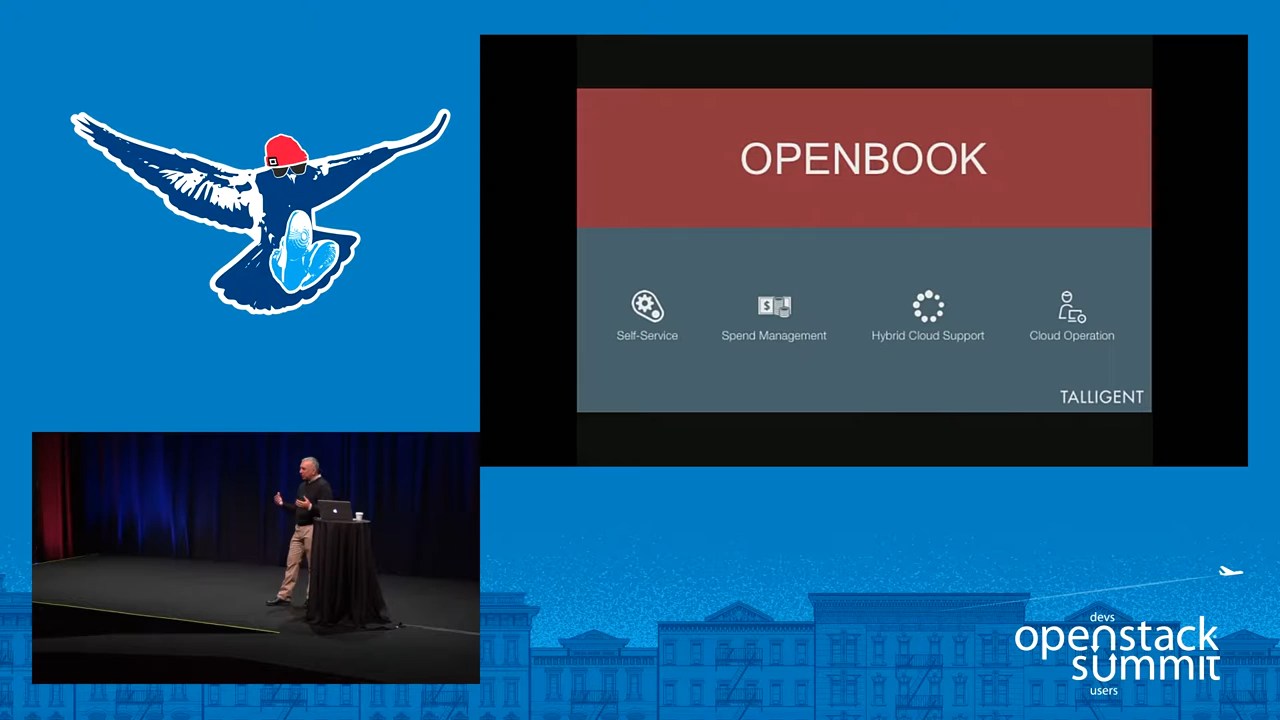 OPENBOOK
$
Self-Service
Spend Management
Hybrid Cloud Support
Cloud Operation
TALLIGENT
devs
openstack
summit
users